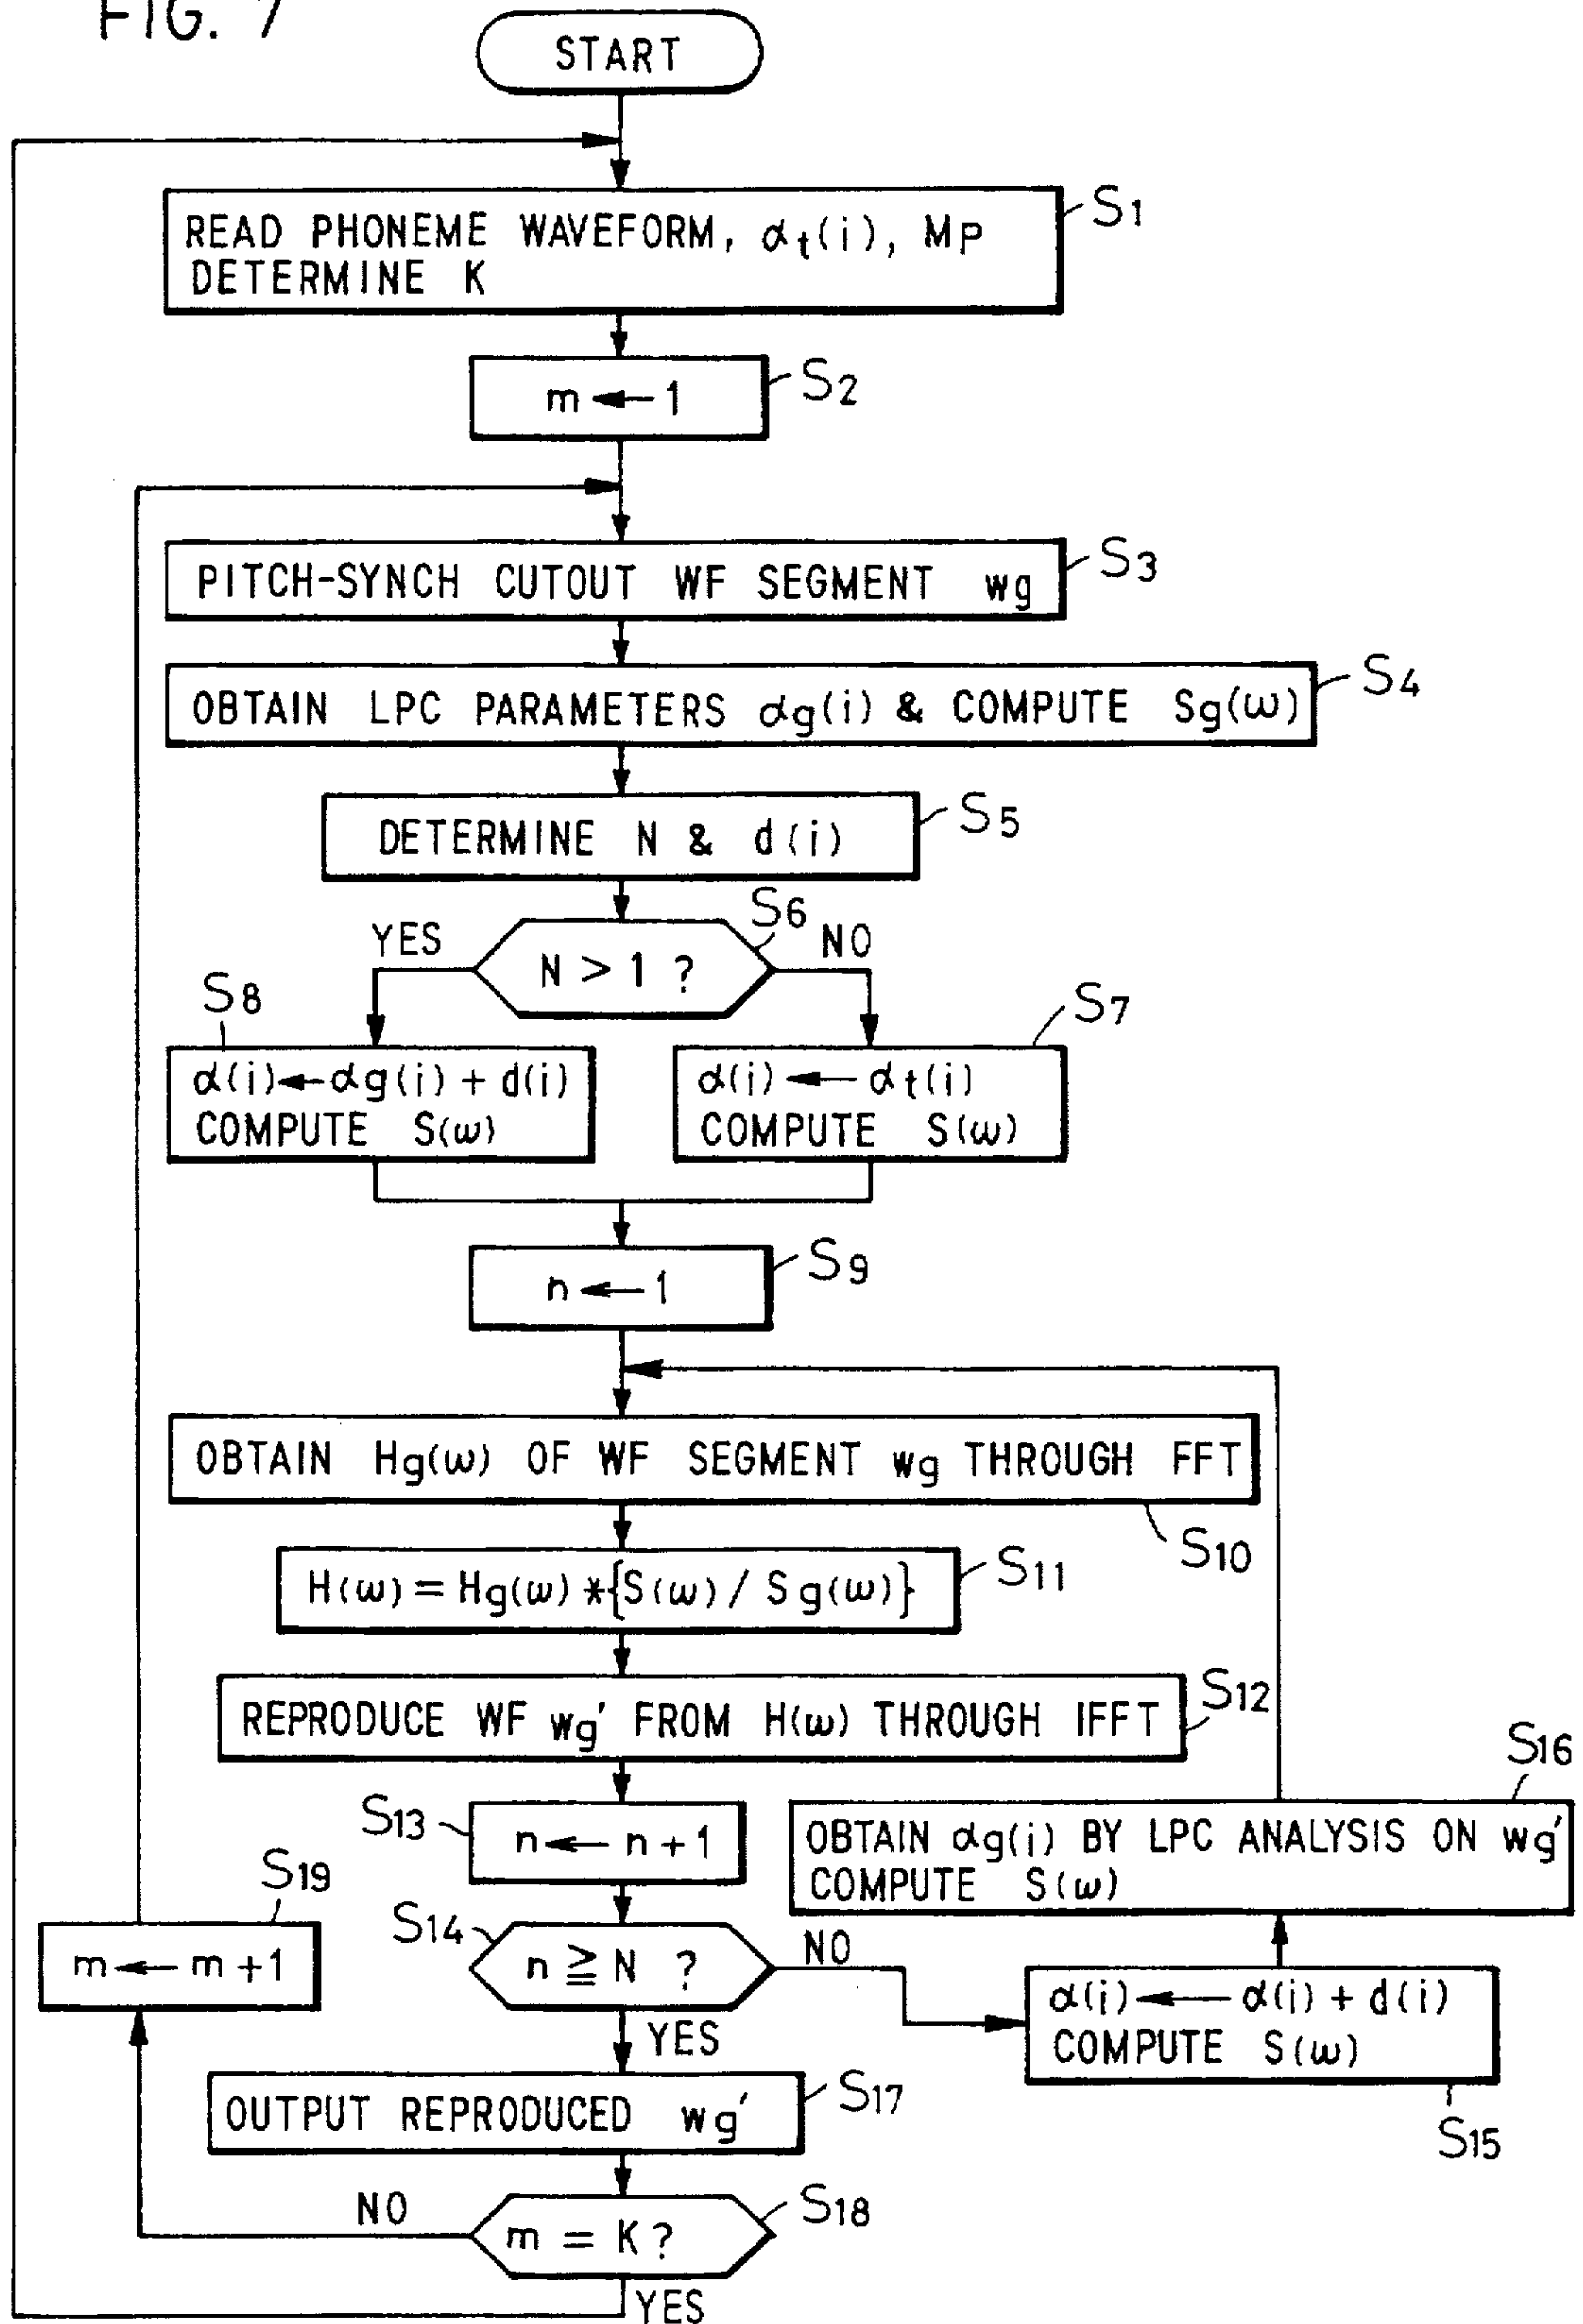 FIG. 7
START
READ PHONEME WAVEFORM, αt(i), MP
DETERMINE K
S1
m ← 1
S2
PITCH-SYNCH CUTOUT WF SEGMENT wg
S3
OBTAIN LPC PARAMETERS αg(i) & COMPUTE Sg(ω)
S4
DETERMINE N & d(i)
S5
S6
YES
N > 1 ?
NO
S8
α(i) ← αg(i) + d(i)
COMPUTE S(ω)
S7
α(i) ← αt(i)
COMPUTE S(ω)
n ← 1
S9
OBTAIN Hg(ω) OF WF SEGMENT wg THROUGH FFT
S10
H(ω) = Hg(ω) *{S(ω) / Sg(ω)}
S11
REPRODUCE WF wg' FROM H(ω) THROUGH IFFT
S12
S13
n ← n + 1
S16
OBTAIN αg(i) BY LPC ANALYSIS ON wg'
COMPUTE S(ω)
S14
n ≧ N ?
NO
YES
α(i) ← α(i) + d(i)
COMPUTE S(ω)
S15
S19
m ← m + 1
OUTPUT REPRODUCED wg'
S17
m = K ?
S18
NO
YES